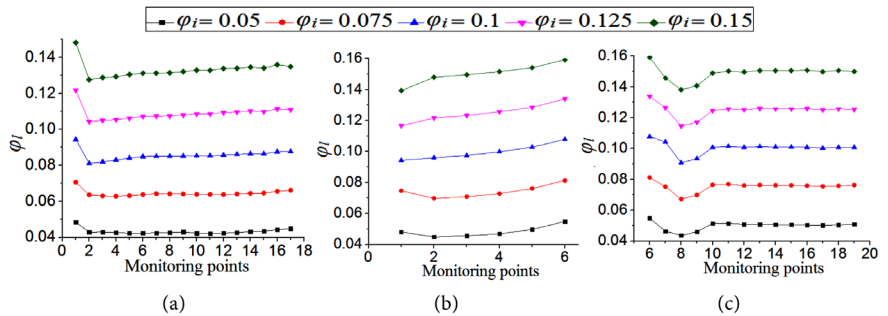 φi = 0.05 φi = 0.075 φi = 0.1 φi = 0.125 φi = 0.15
φl
0.14
0.12
0.10
0.08
0.06
0.04
0 2 4 6 8 10 12 14 16 18
Monitoring points
(a)
φl
0.16
0.14
0.12
0.10
0.08
0.06
0.04
0 2 4 6
Monitoring points
(b)
φl
0.16
0.14
0.12
0.10
0.08
0.06
0.04
6 8 10 12 14 16 18 20
Monitoring points
(c)